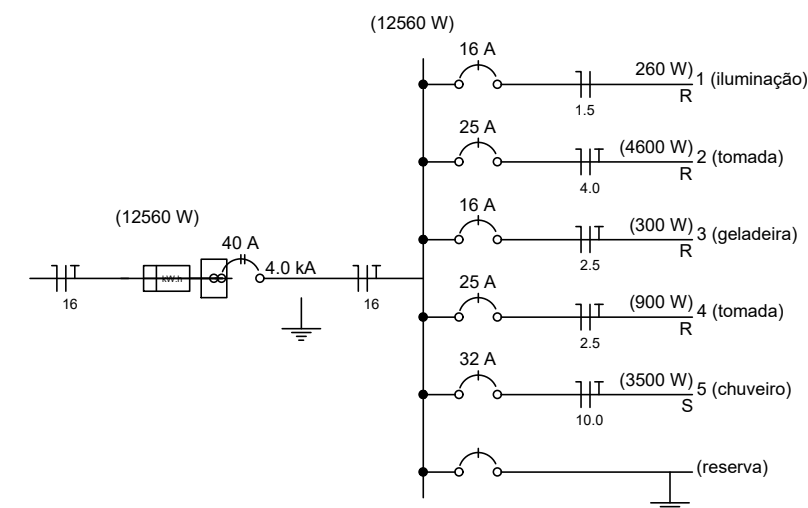 (12560 W)
16 A
260 W)
1 (iluminação)
R
1.5
25 A
(4600 W)
2 (tomada)
R
4.0
(12560 W)
16 A
(300 W)
3 (geladeira)
R
2.5
40 A
4.0 kA
kW.h
16
16
25 A
(900 W)
4 (tomada)
R
2.5
32 A
(3500 W)
5 (chuveiro)
S
10.0
(reserva)